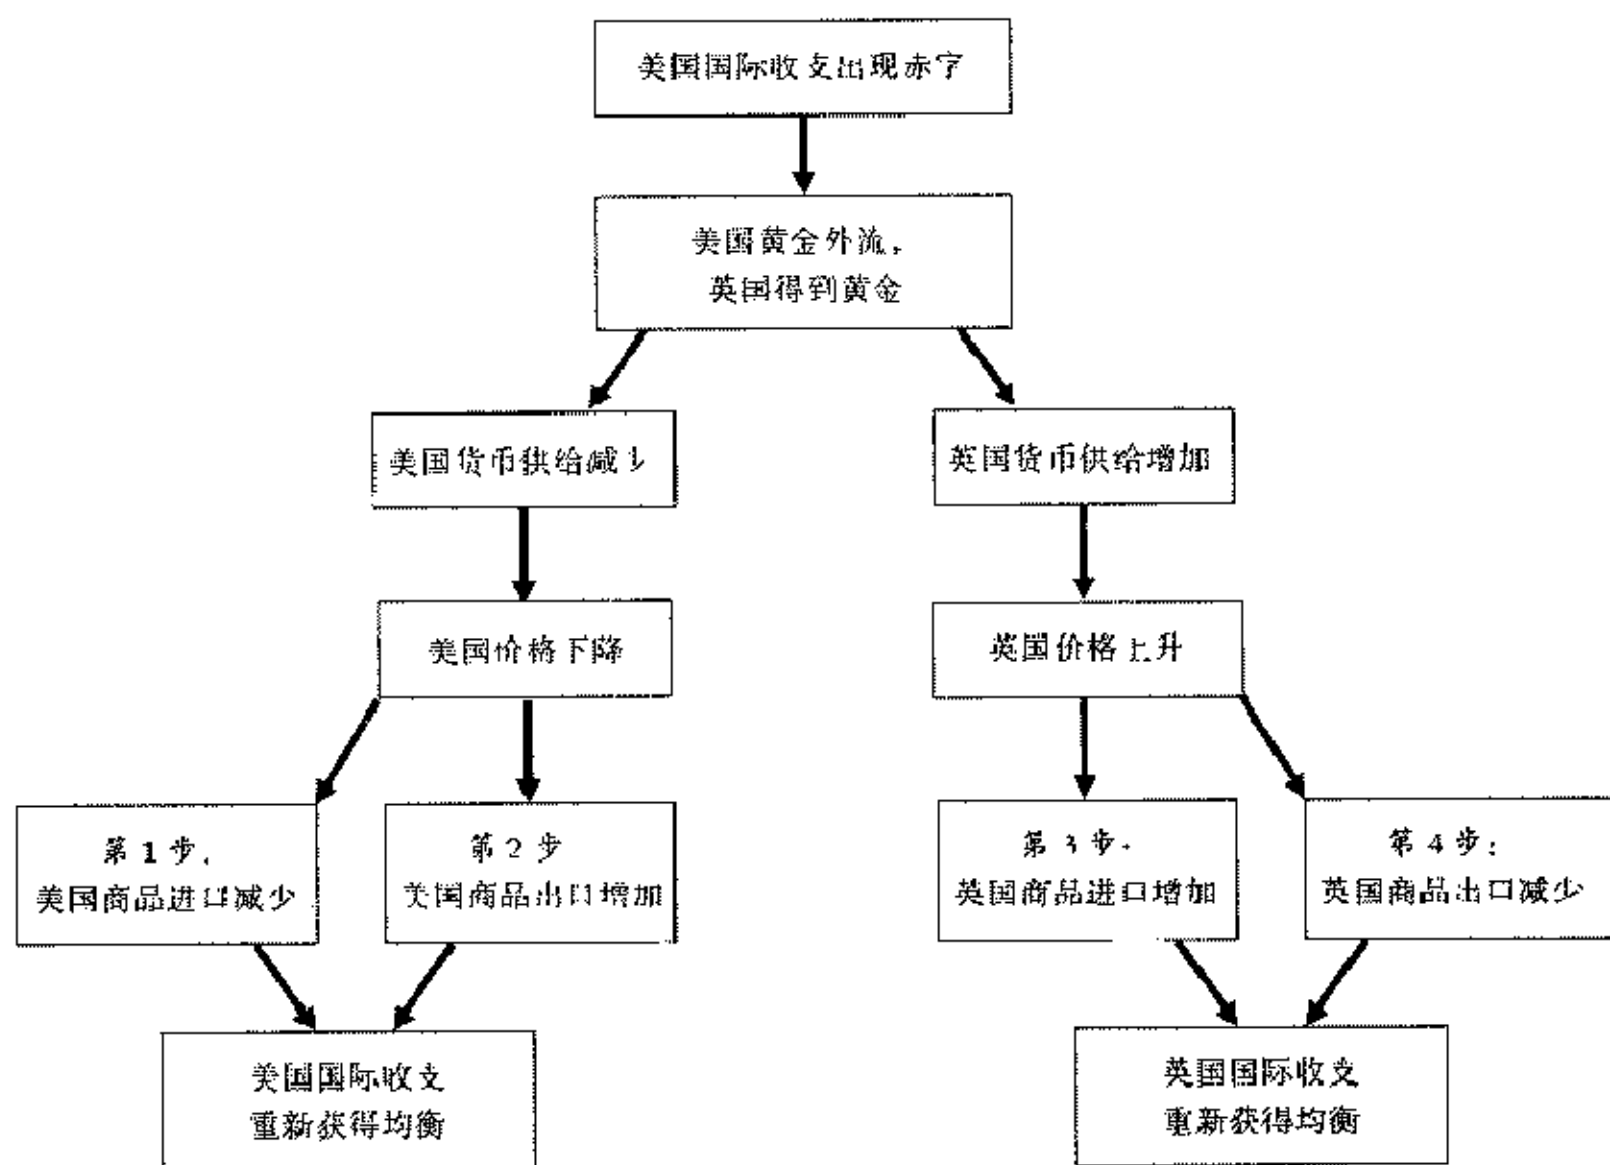 美国国际收支出现赤字
美国黄金外流,
英国得到黄金
美国货币供给减少
英国货币供给增加
美国价格下降
英国价格上升
第 1 步,
美国商品进口减少
第 2 步
美国商品出口增加
第 3 步·
英国商品进口增加
第 4 步:
英国商品出口减少
美国国际收支
重新获得均衡
英国国际收支
重新获得均衡